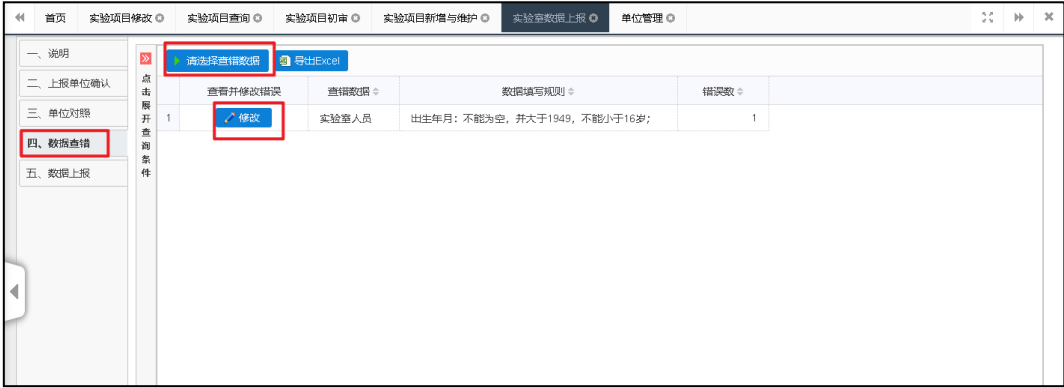 首页 实验项目修改 实验项目查询 实验项目初审 实验项目新增与维护 实验室数据上报 单位管理
一、说明
二、上报单位确认
三、单位对照
四、数据查错
五、数据上报
点击展开查询条件
请选择查错数据 导出Excel
查看并修改错误 查错数据 数据填写规则 错误数
1 修改 实验室人员 出生年月：不能为空，并大于1949，不能小于16岁； 1